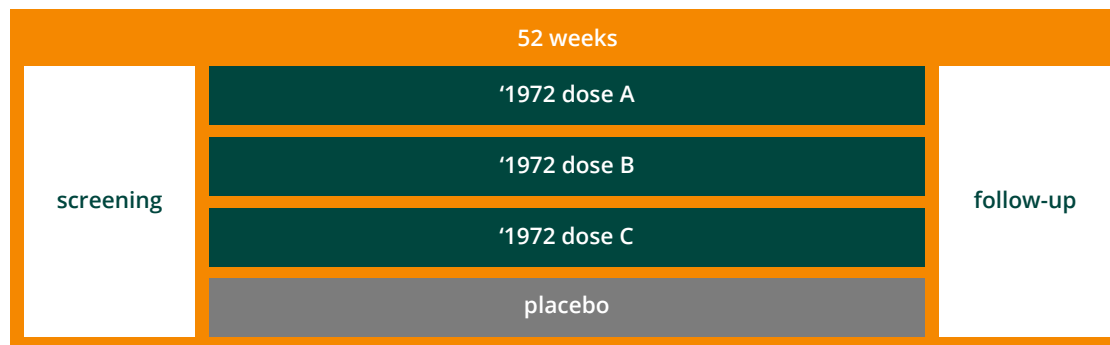 52 weeks
screening
‘1972 dose A
‘1972 dose B
‘1972 dose C
placebo
follow-up